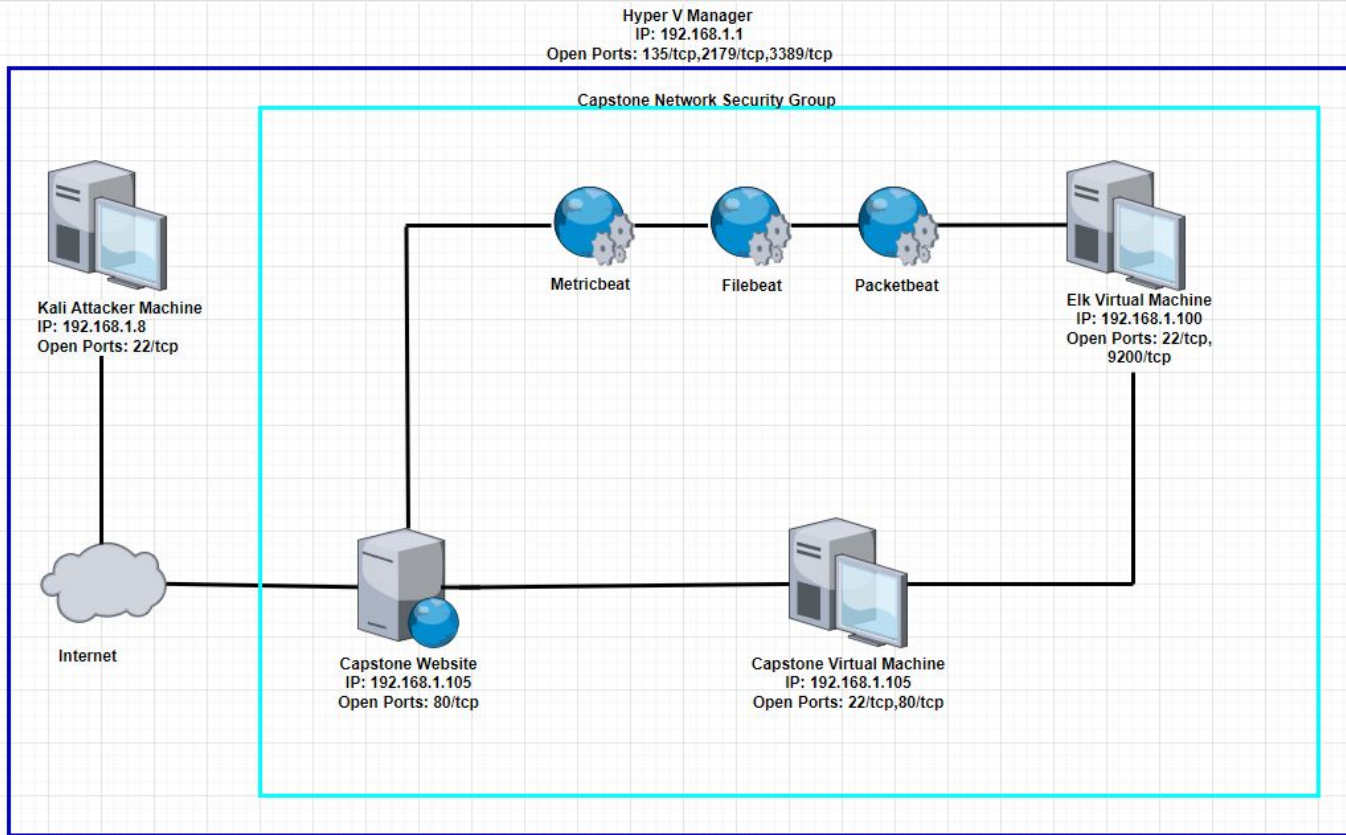 Hyper V Manager
IP: 192.168.1.1
Open Ports: 135/tcp,2179/tcp,3389/tcp
Capstone Network Security Group
Metricbeat
Filebeat
Packetbeat
Kali Attacker Machine
IP: 192.168.1.8
Open Ports: 22/tcp
Elk Virtual Machine
IP: 192.168.1.100
Open Ports: 22/tcp,
9200/tcp
Internet
Capstone Website
IP: 192.168.1.105
Open Ports: 80/tcp
Capstone Virtual Machine
IP: 192.168.1.105
Open Ports: 22/tcp,80/tcp